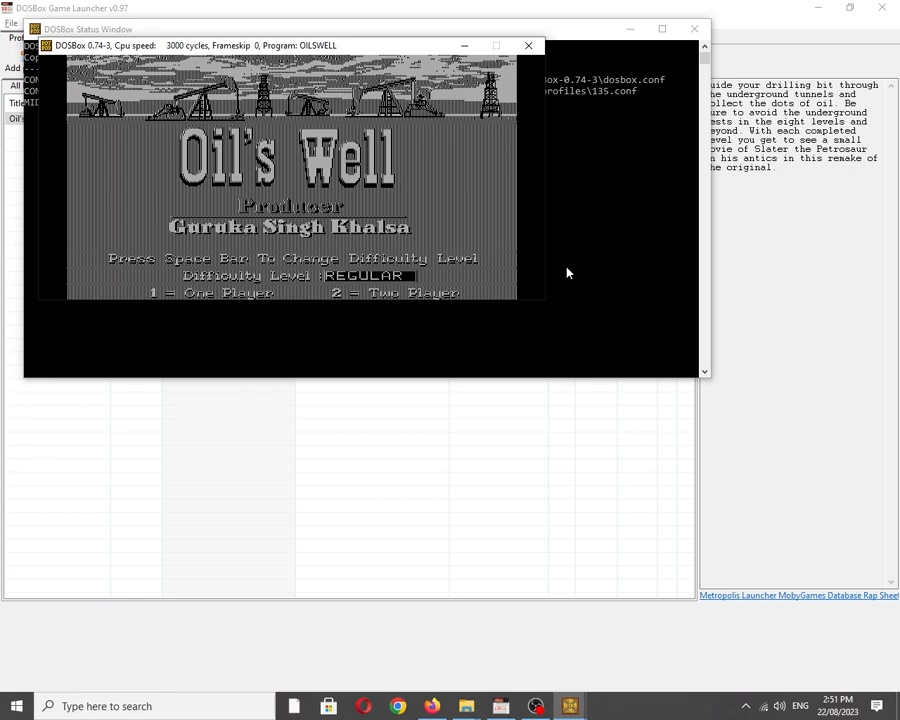 DOSBox Game Launcher v0.97
File
DOSBox Status Window
DOSBox 0.74-3, Cpu speed: 3000 cycles, Frameskip 0, Program: OILSWELL
Add
All
Title
Oil's
Oil's Well
Producer
Guruka Singh Khalsa
Press Space Bar To Change Difficulty Level
Difficulty Level :REGULAR
1 = One Player 2 = Two Player
ox-0.74-3\dosbox.conf
rofiles\135.conf
uide your drilling bit through
he underground tunnels and
ollect the dots of oil. Be
ure to avoid the underground
ests in the eight levels and
eyond. With each completed
evel you get to see a small
ovie of Slater the Petrosaur
n his antics in this remake of
he original.
Metropolis Launcher MobyGames Database Rap Sheet
Type here to search
ENG
2:51 PM
22/08/2023